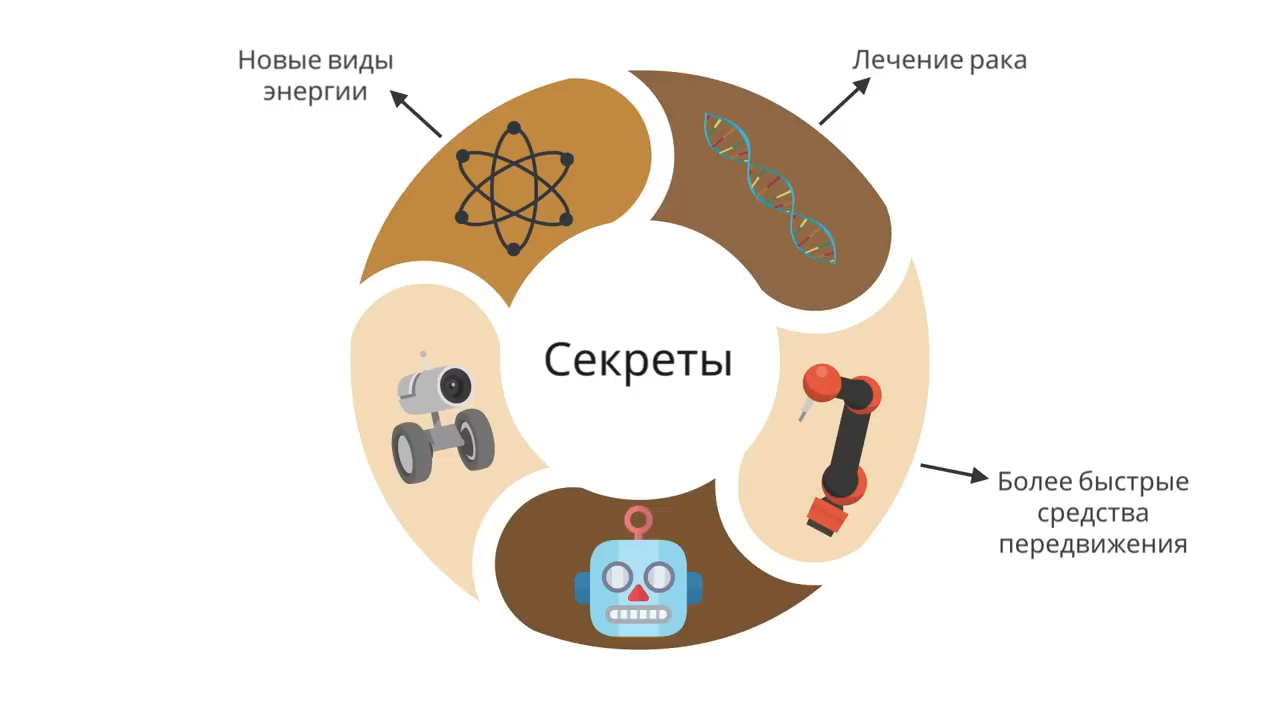 Новые виды
энергии
Лечение рака
Секреты
Более быстрые
средства
передвижения